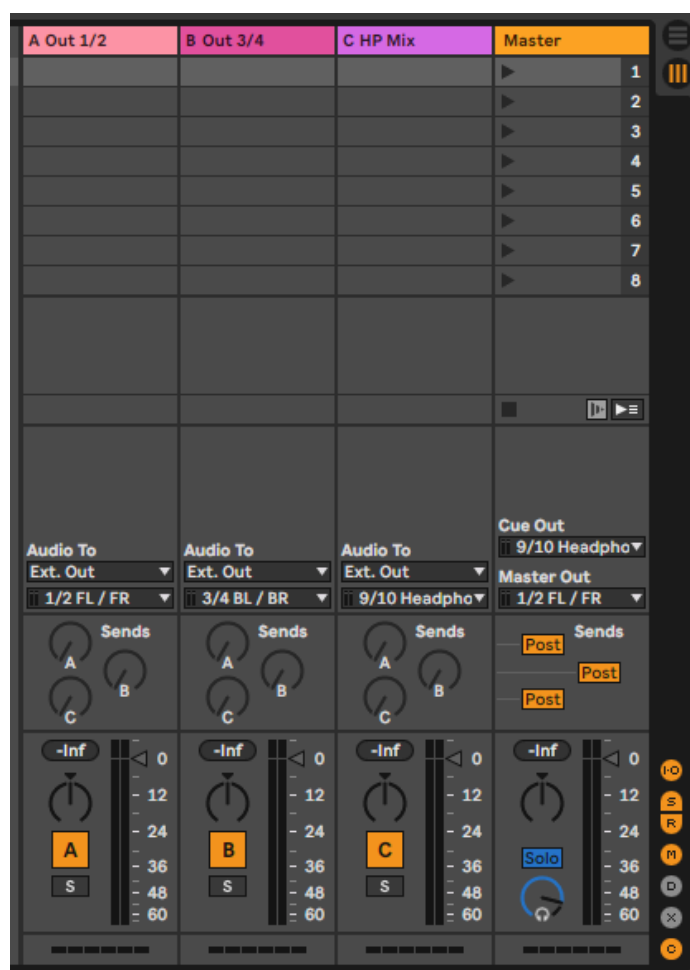 A Out 1/2 B Out 3/4 C HP Mix Master
1
2
3
4
5
6
7
8
Cue Out
9/10 Headpho
Audio To Audio To Audio To
Ext. Out Ext. Out Ext. Out Master Out
1/2 FL / FR 3/4 BL / BR 9/10 Headpho 1/2 FL / FR
Sends Sends Sends Sends
A B C A B C A B C Post Post Post
-Inf -Inf -Inf -Inf
0 0 0 0
12 12 12 12
24 24 24 24
A B C Solo
36 36 36 36
S S S
48 48 48 48
60 60 60 60
I·O
S
R
M
D
X
C